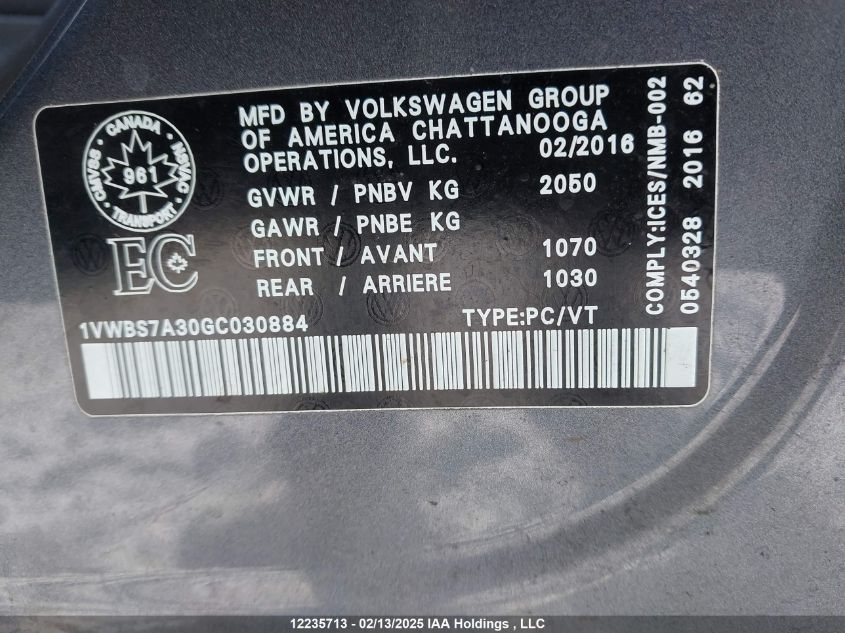 MFD BY VOLKSWAGEN GROUP
OF AMERICA CHATTANOOGA
OPERATIONS, LLC. 02/2016
GVWR / PNBV KG 2050
GAWR / PNBE KG
FRONT / AVANT 1070
REAR / ARRIERE 1030
CANADA
CMVSS NSVAC
961
TRANSPORT
EC
1VWBS7A30GC030884 TYPE:PC/VT
COMPLY:ICES/NMB-002
0540328 2016 62
12235713 - 02/13/2025 IAA Holdings , LLC